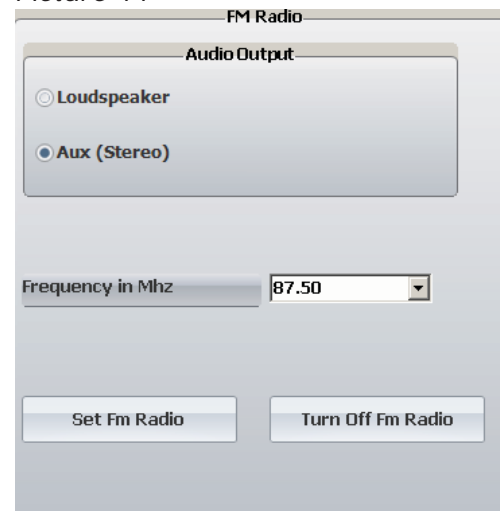 FM Radio
Audio Output
Loudspeaker
Aux (Stereo)
Frequency in Mhz 87.50
Set Fm Radio Turn Off Fm Radio